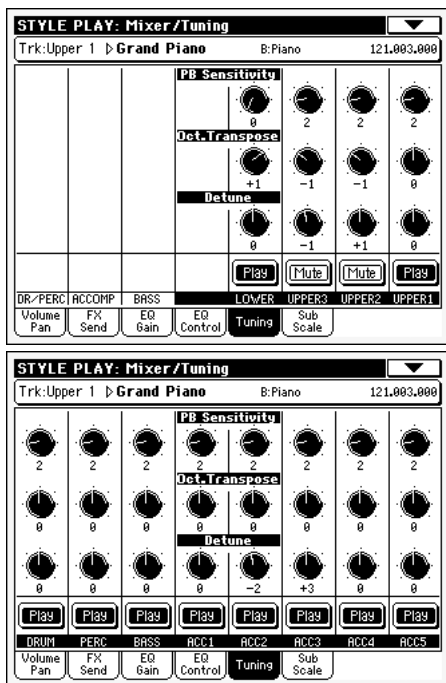 STYLE PLAY: Mixer/Tuning
Trk:Upper 1 Grand Piano B:Piano 121.003.000
PB Sensitivity
0 2 2 2
Oct.Transpose
+1 -1 -1 0
Detune
0 -1 +1 0
Play Mute Mute Play
DR/PERC ACCOMP BASS LOWER UPPER3 UPPER2 UPPER1
Volume Pan FX Send EQ Gain EQ Control Tuning Sub Scale
STYLE PLAY: Mixer/Tuning
Trk:Upper 1 Grand Piano B:Piano 121.003.000
PB Sensitivity
2 2 2 2 2 2 2 2
Oct.Transpose
0 0 0 0 0 0 0 0
Detune
0 0 0 0 -2 +3 0 0
Play Play Play Play Play Play Play Play
DRUM PERC BASS ACC1 ACC2 ACC3 ACC4 ACC5
Volume Pan FX Send EQ Gain EQ Control Tuning Sub Scale